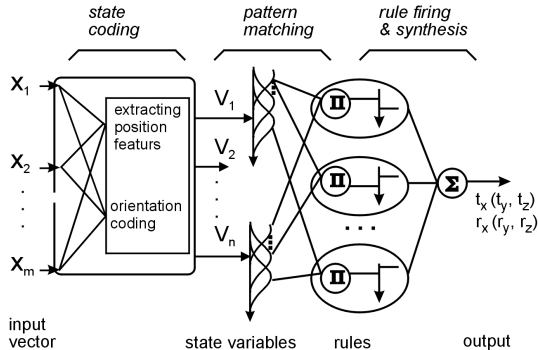 state
coding
pattern
matching
rule firing
& synthesis
X1
X2
Xm
extracting
position
featurs
orientation
coding
V1
V2
Vn
Π
Π
Π
Σ
tx (ty, tz)
rx (ry, rz)
input
vector
state variables
rules
output